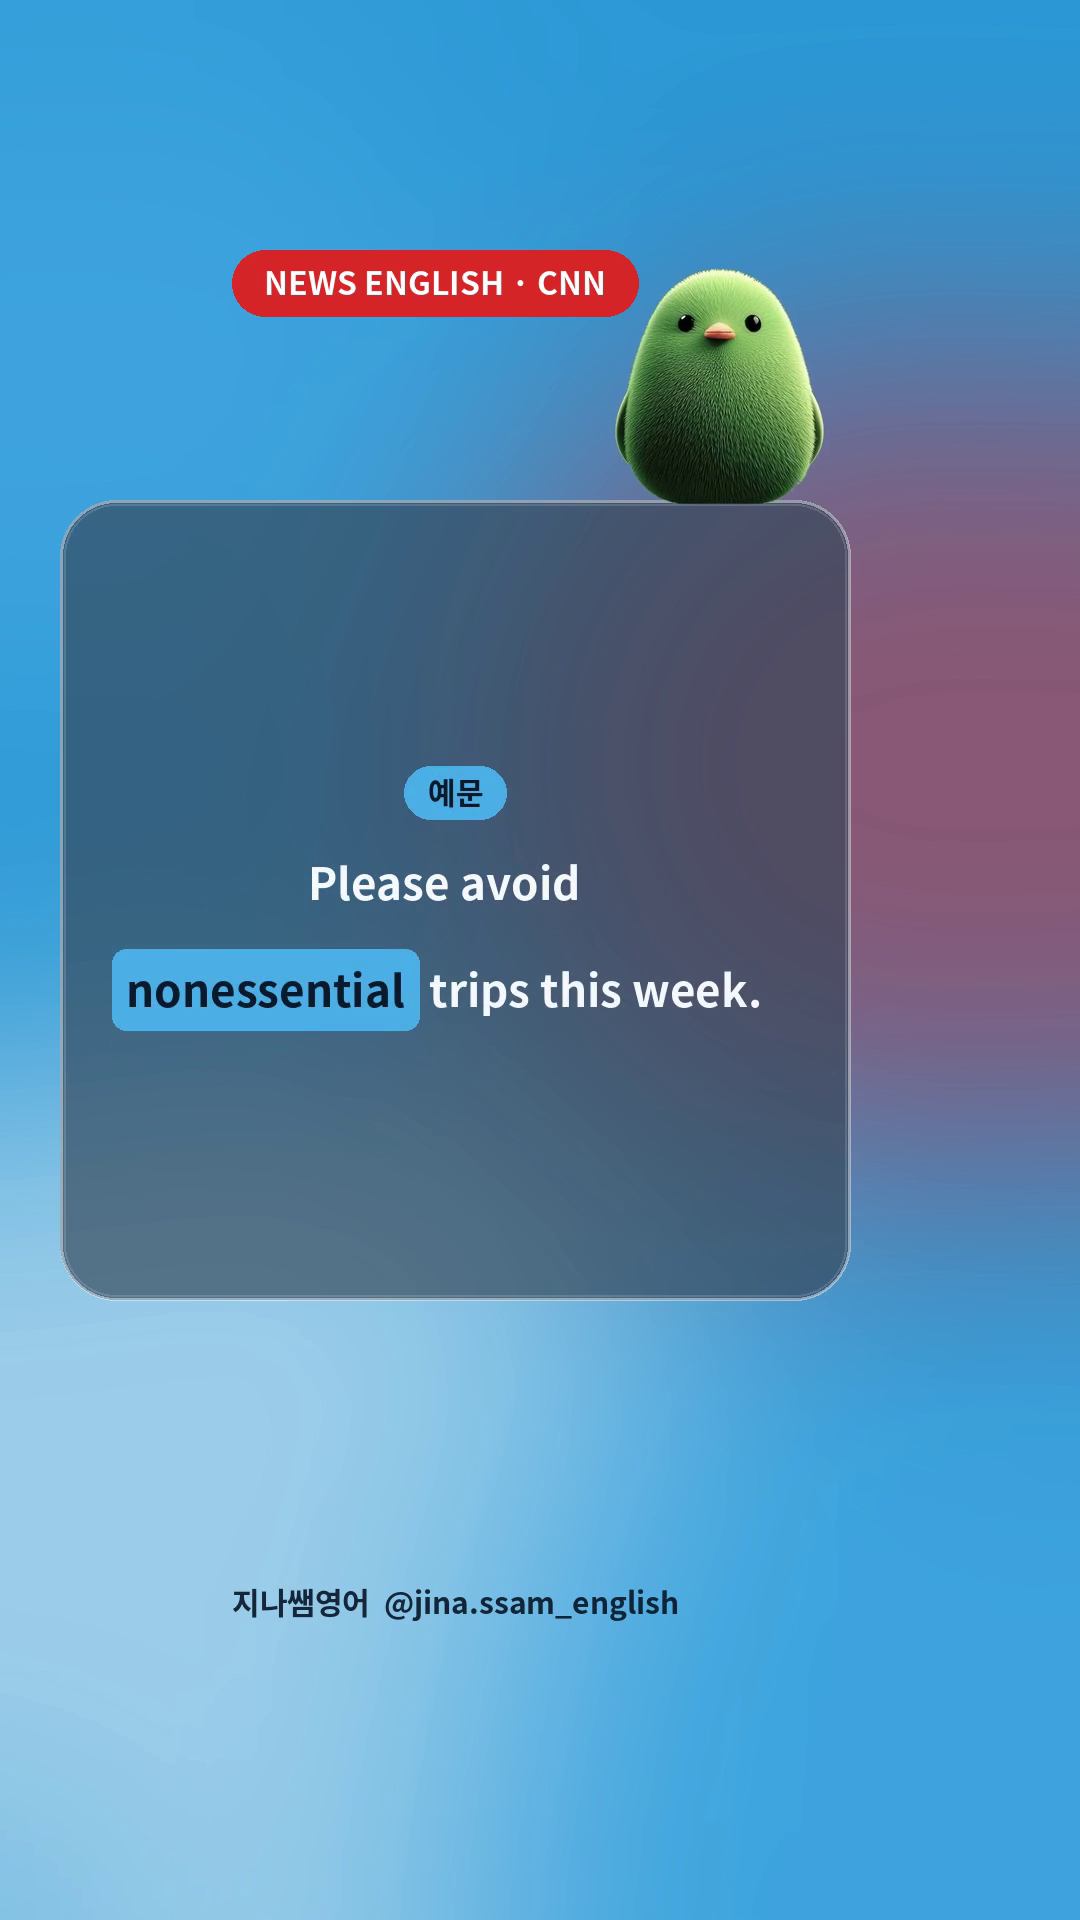 NEWS ENGLISH · CNN
예문
Please avoid
nonessential trips this week.
지나쌤영어 @jina.ssam_english